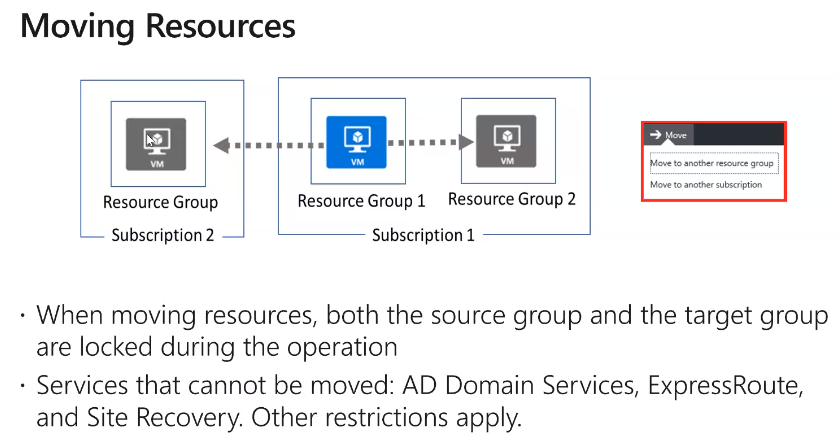 Moving Resources
VM
VM
VM
Resource Group
Resource Group 1
Resource Group 2
Subscription 2
Subscription 1
Move
Move to another resource group
Move to another subscription
· When moving resources, both the source group and the target group
are locked during the operation
· Services that cannot be moved: AD Domain Services, ExpressRoute,
and Site Recovery. Other restrictions apply.